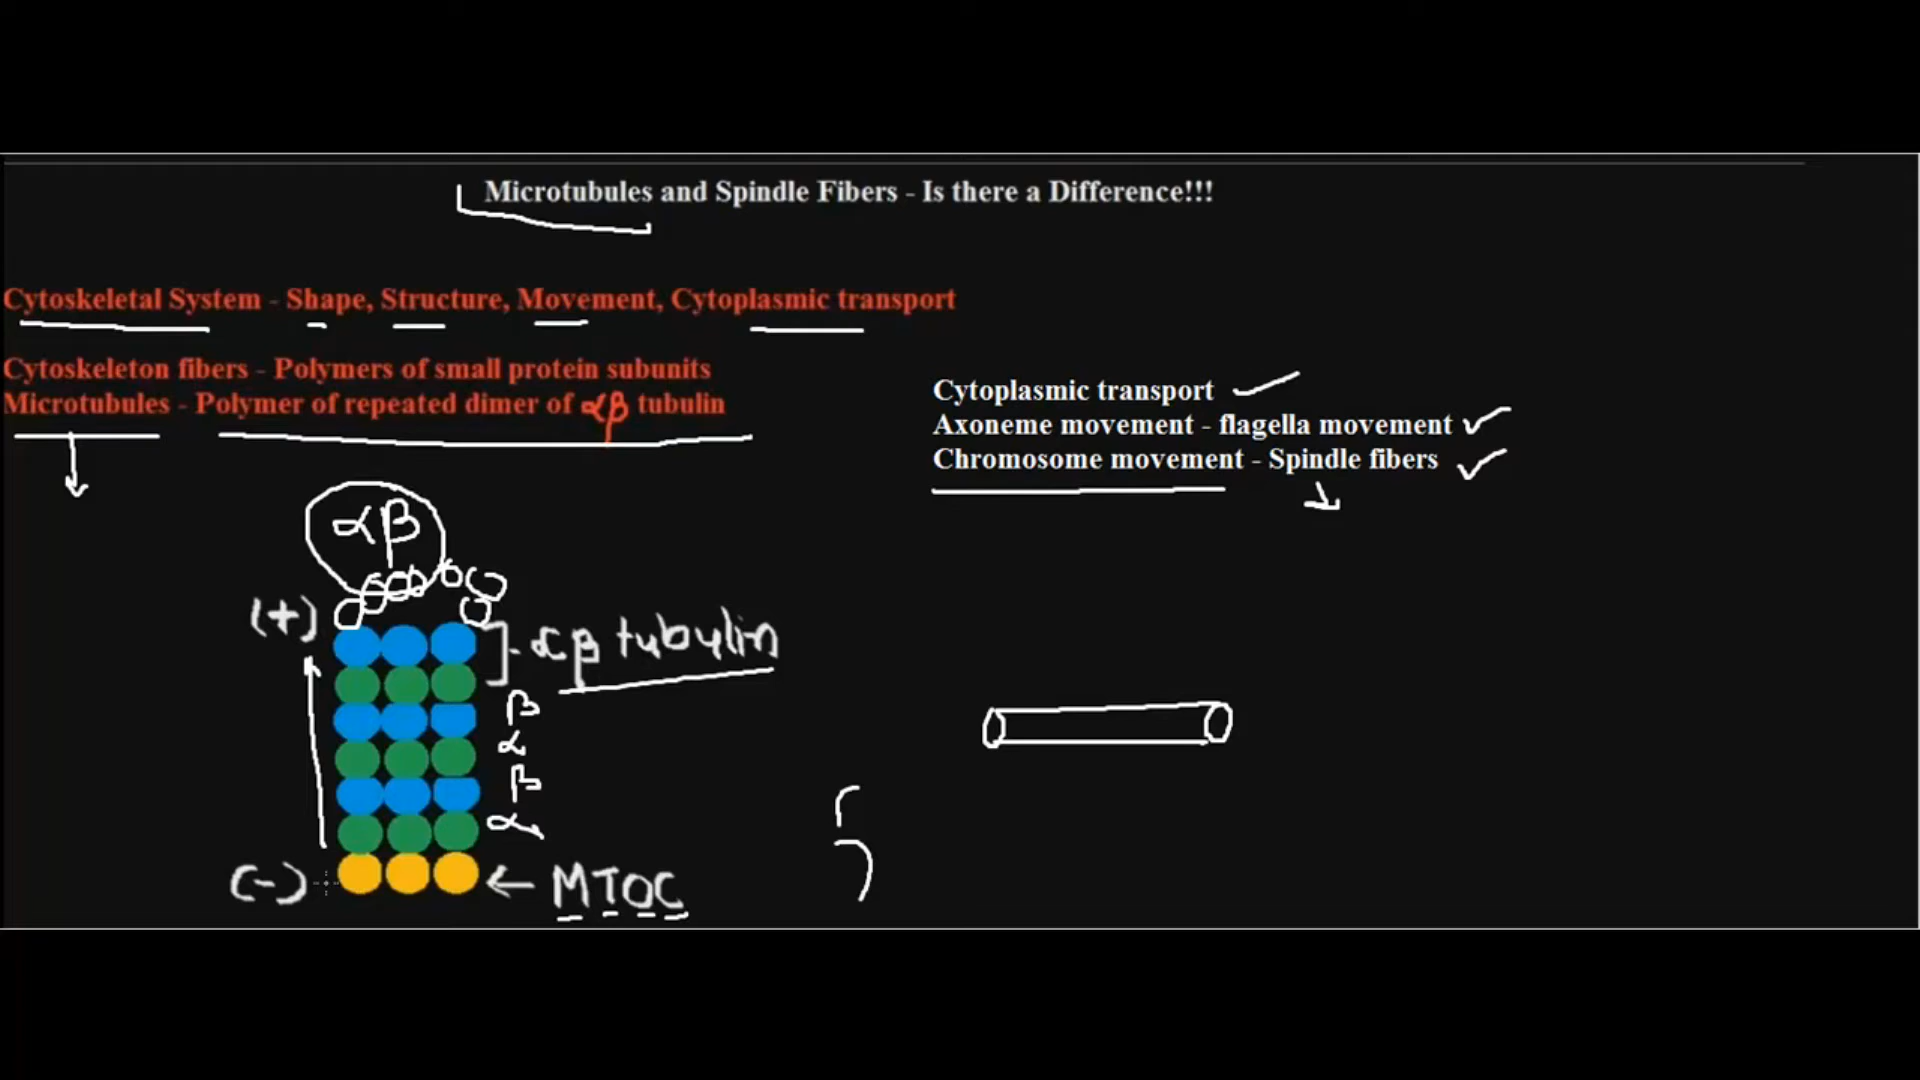 Microtubules and Spindle Fibers - Is there a Difference!!!
Cytoskeletal System - Shape, Structure, Movement, Cytoplasmic transport
Cytoskeleton fibers - Polymers of small protein subunits
Microtubules - Polymer of repeated dimer of αβ tubulin
Cytoplasmic transport
Axoneme movement - flagella movement
Chromosome movement - Spindle fibers
αβ
(+)
αβ tubulin
β
α
β
α
(-)
MTOC